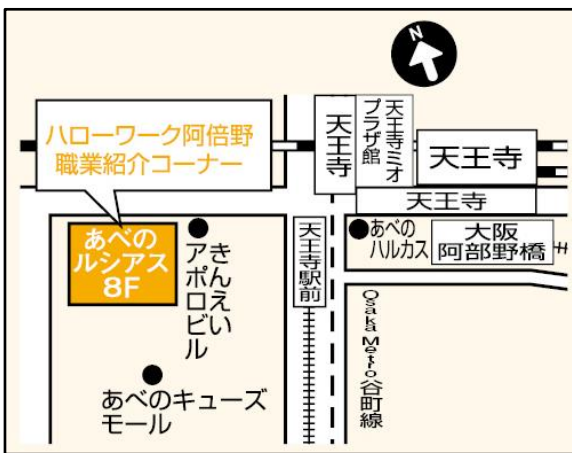 N
ハローワーク阿倍野
職業紹介コーナー
天王寺
天王寺ミオ
プラザ館
天王寺
天王寺
あべの
ルシアス
8F
きんえい
アポロビル
天王寺駅前
あべの
ハルカス
大阪
阿部野橋
Osaka Metro谷町線
あべのキューズ
モール